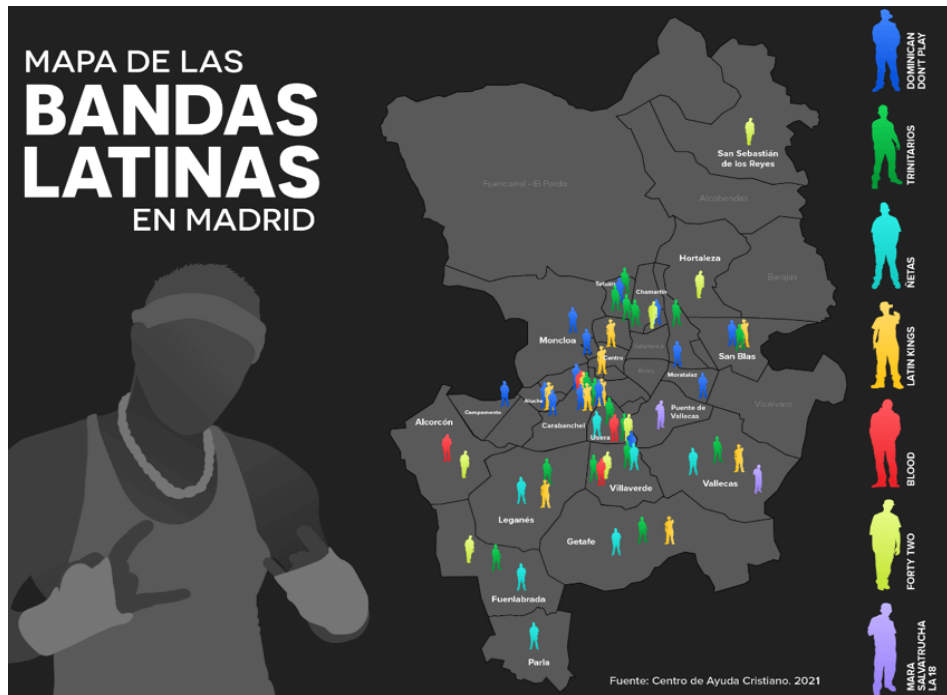 MAPA DE LAS
BANDAS
LATINAS
EN MADRID
DOMINICAN
DON'T PLAY
TRINITARIOS
ÑETAS
LATIN KINGS
BLOOD
FORTY TWO
MARA
SALVATRUCHA
LA 18
San Sebastián
de los Reyes
Fuencarral - El Pardo
Alcobendas
Hortaleza
Barajas
Tetuán
Chamartín
Moncloa
Salamanca
San Blas
Centro
Retiro
Moratalaz
Campamento
Aluche
Puente de
Vallecas
Vicálvaro
Alcorcón
Carabanchel
Usera
Villaverde
Vallecas
Leganés
Getafe
Fuenlabrada
Parla
Fuente: Centro de Ayuda Cristiano. 2021